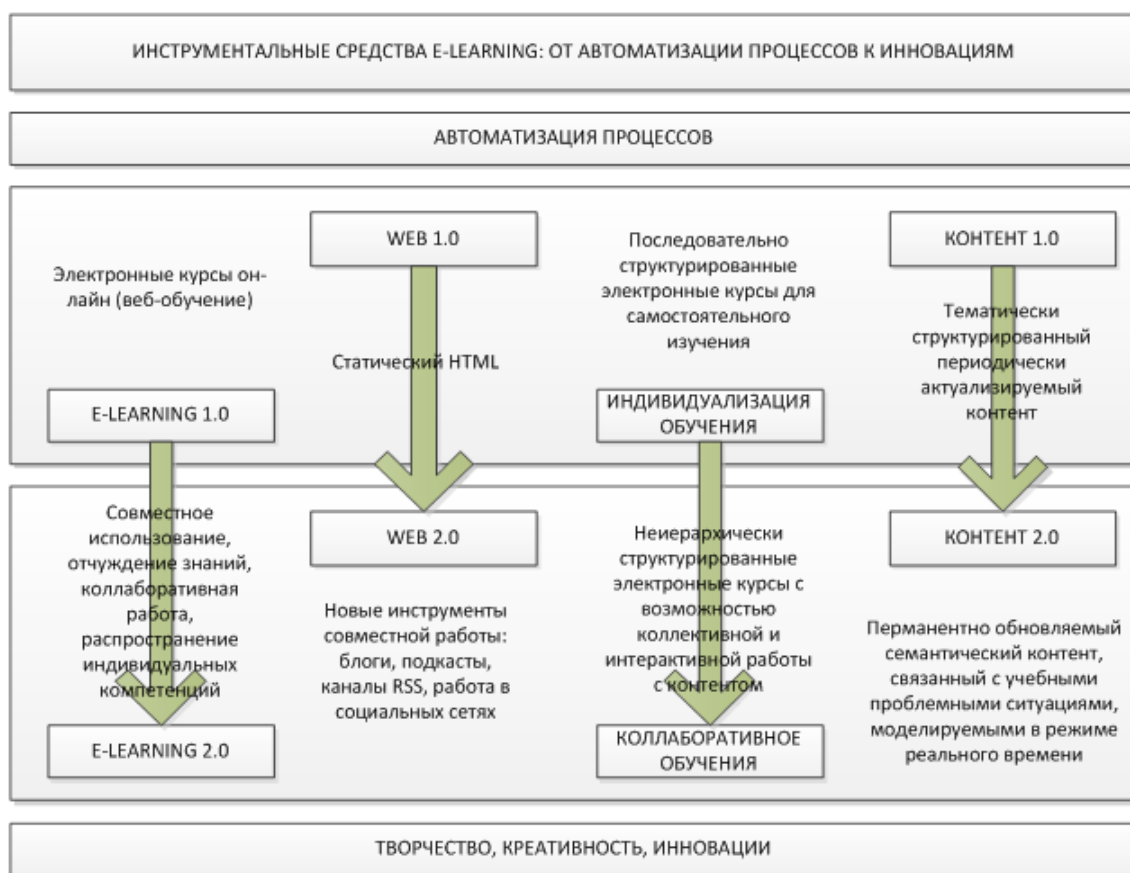 ИНСТРУМЕНТАЛЬНЫЕ СРЕДСТВА E-LEARNING: ОТ АВТОМАТИЗАЦИИ ПРОЦЕССОВ К ИННОВАЦИЯМ
АВТОМАТИЗАЦИЯ ПРОЦЕССОВ
Электронные курсы он-
лайн (веб-обучение)
E-LEARNING 1.0
WEB 1.0
Статический HTML
Последовательно
структурированные
электронные курсы для
самостоятельного
изучения
ИНДИВИДУАЛИЗАЦИЯ
ОБУЧЕНИЯ
КОНТЕНТ 1.0
Тематически
структурированный
периодически
актуализируемый
контент
Совместное
использование,
отчуждение знаний,
коллаборативная
работа,
распространение
индивидуальных
компетенций
E-LEARNING 2.0
WEB 2.0
Новые инструменты
совместной работы:
блоги, подкасты,
каналы RSS, работа в
социальных сетях
Неиерархически
структурированные
электронные курсы с
возможностью
коллективной и
интерактивной работы
с контентом
КОЛЛАБОРАТИВНОЕ
ОБУЧЕНИЯ
КОНТЕНТ 2.0
Перманентно обновляемый
семантический контент,
связанный с учебными
проблемными ситуациями,
моделируемыми в режиме
реального времени
ТВОРЧЕСТВО, КРЕАТИВНОСТЬ, ИННОВАЦИИ